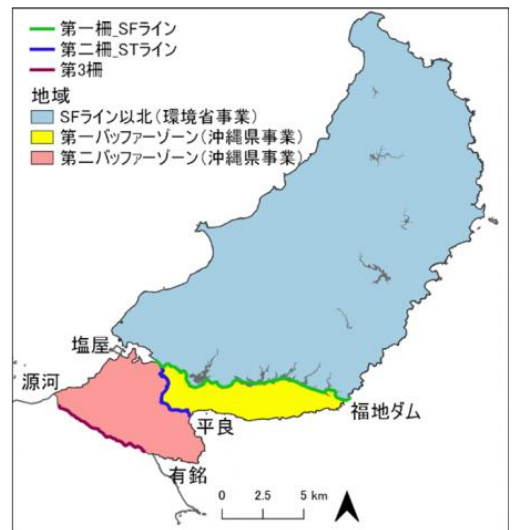 第一柵_SFライン
第二柵_STライン
第3柵
地域
SFライン以北(環境省事業)
第一バッファーゾーン(沖縄県事業)
第二バッファーゾーン(沖縄県事業)
塩屋
源河
福地ダム
平良
有銘
0 2.5 5 km